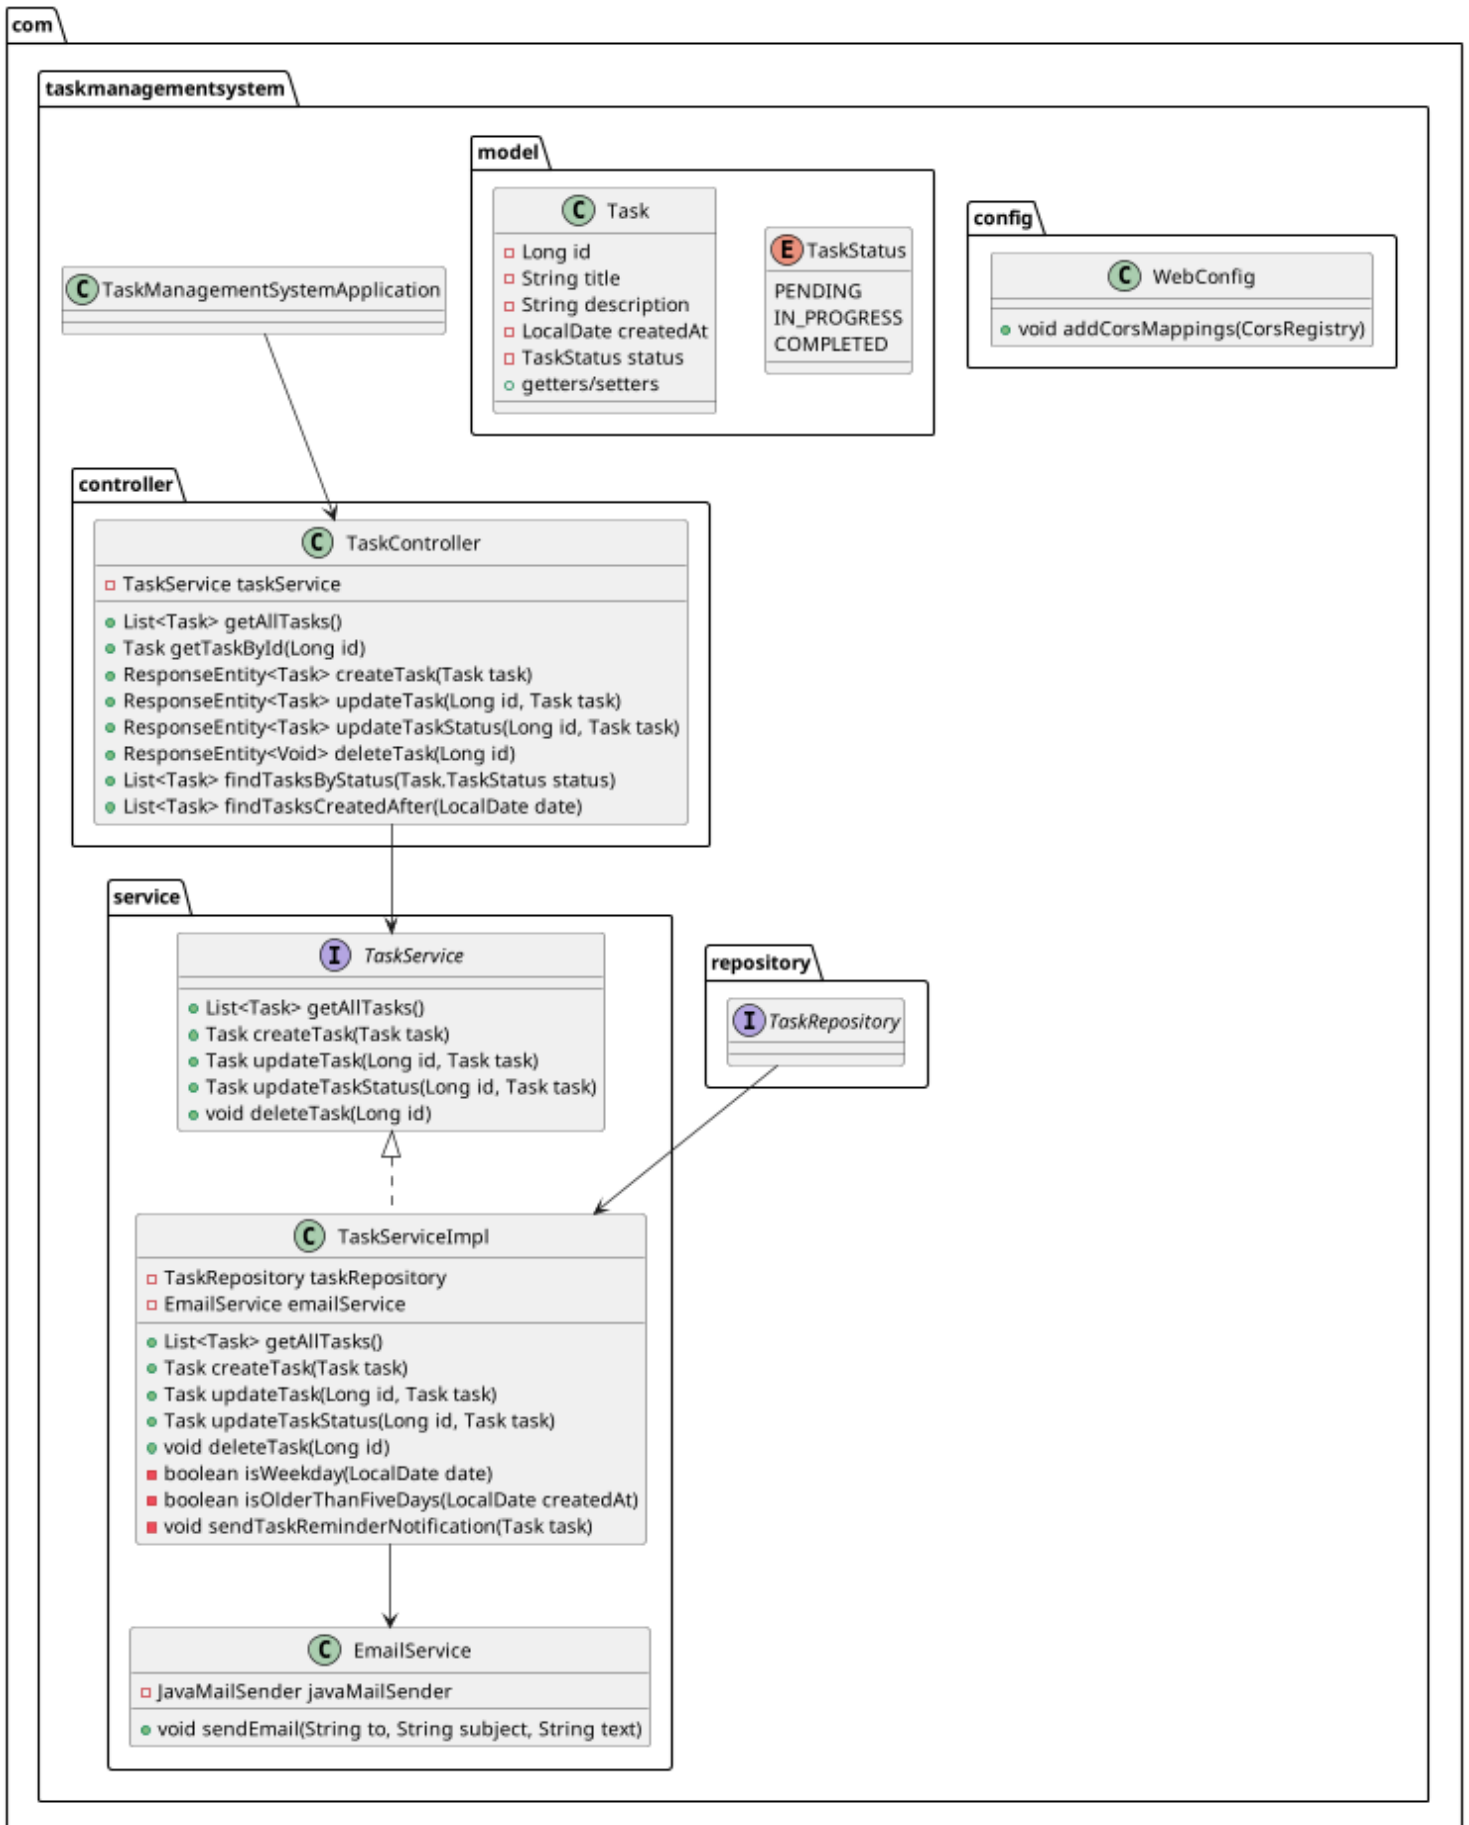 com
taskmanagementsystem
model
C Task
Long id
String title
String description
LocalDate createdAt
TaskStatus status
getters/setters
E TaskStatus
PENDING
IN_PROGRESS
COMPLETED
config
C WebConfig
void addCorsMappings(CorsRegistry)
C TaskManagementSystemApplication
controller
C TaskController
TaskService taskService
List<Task> getAllTasks()
Task getTaskById(Long id)
ResponseEntity<Task> createTask(Task task)
ResponseEntity<Task> updateTask(Long id, Task task)
ResponseEntity<Task> updateTaskStatus(Long id, Task task)
ResponseEntity<Void> deleteTask(Long id)
List<Task> findTasksByStatus(Task.TaskStatus status)
List<Task> findTasksCreatedAfter(LocalDate date)
service
I TaskService
List<Task> getAllTasks()
Task createTask(Task task)
Task updateTask(Long id, Task task)
Task updateTaskStatus(Long id, Task task)
void deleteTask(Long id)
repository
I TaskRepository
C TaskServiceImpl
TaskRepository taskRepository
EmailService emailService
List<Task> getAllTasks()
Task createTask(Task task)
Task updateTask(Long id, Task task)
Task updateTaskStatus(Long id, Task task)
void deleteTask(Long id)
boolean isWeekday(LocalDate date)
boolean isOlderThanFiveDays(LocalDate createdAt)
void sendTaskReminderNotification(Task task)
C EmailService
JavaMailSender javaMailSender
void sendEmail(String to, String subject, String text)